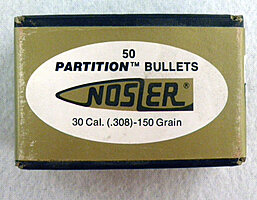 50
PARTITION™ BULLETS
NOSLER®
30 Cal. (.308)-150 Grain